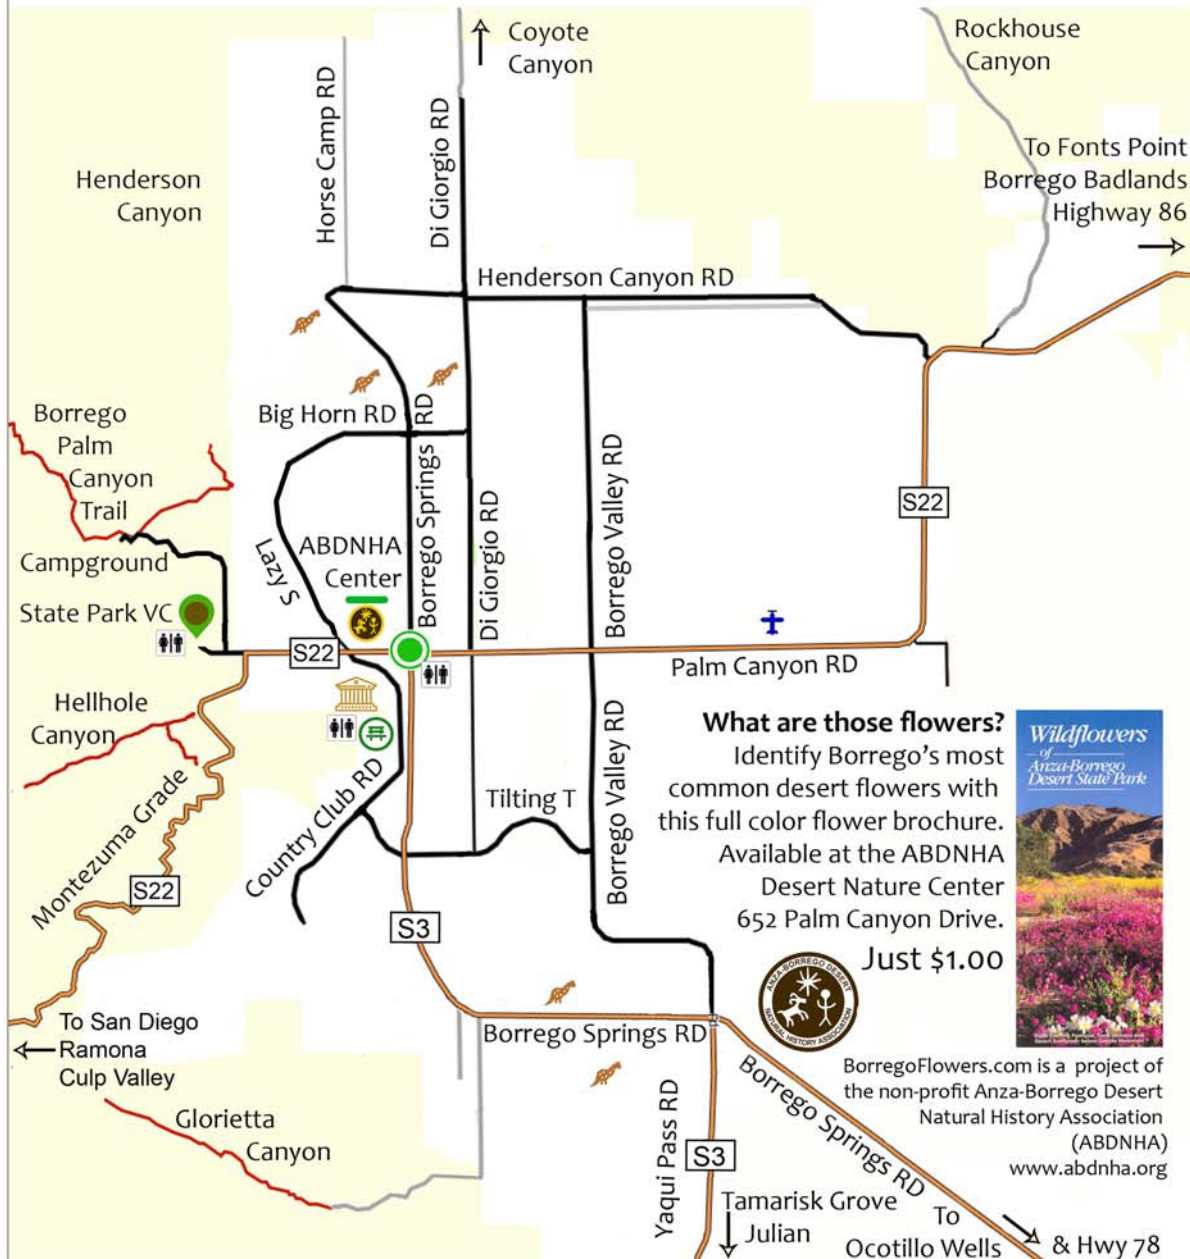 Coyote
Canyon
Rockhouse
Canyon
Horse Camp RD
Di Giorgio RD
To Fonts Point
Borrego Badlands
Highway 86
Henderson
Canyon
Henderson Canyon RD
Big Horn RD
Borrego Springs RD
Borrego
Palm
Canyon
Trail
Borrego Valley RD
S22
Di Giorgio RD
Lazy S
ABDNHA
Center
Campground
State Park VC
S22
Palm Canyon RD
Hellhole
Canyon
What are those flowers?
Identify Borrego's most
common desert flowers with
this full color flower brochure.
Available at the ABDNHA
Desert Nature Center
652 Palm Canyon Drive.
Just $1.00
Wildflowers
of
Anza-Borrego
Desert State Park
Borrego Valley RD
Montezuma Grade
Country Club RD
Tilting T
S22
S3
ANZA-BORREGO DESERT
NATURAL HISTORY ASSOCIATION
To San Diego
Ramona
Culp Valley
Borrego Springs RD
BorregoFlowers.com is a project of
the non-profit Anza-Borrego Desert
Natural History Association
(ABDNHA)
www.abdnha.org
Glorietta
Canyon
Yaqui Pass RD
Borrego Springs RD
S3
Tamarisk Grove
Julian
To
Ocotillo Wells
& Hwy 78